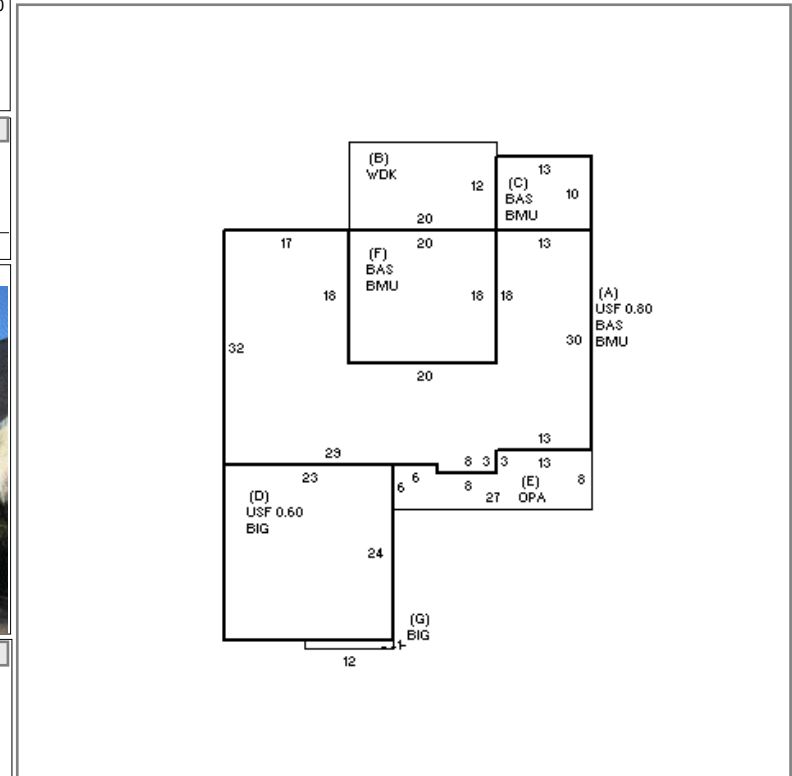 (B)
WDK
12
20
13
(C)
10
BAS
BMU
17
20
13
(F)
BAS
BMU
18
18
18
(A)
USF 0.80
BAS
BMU
30
32
20
29
13
8 3 3 13
23
6 6
8
27
(E)
OPA
8
(D)
USF 0.60
BIG
24
(G)
BIG
1
12